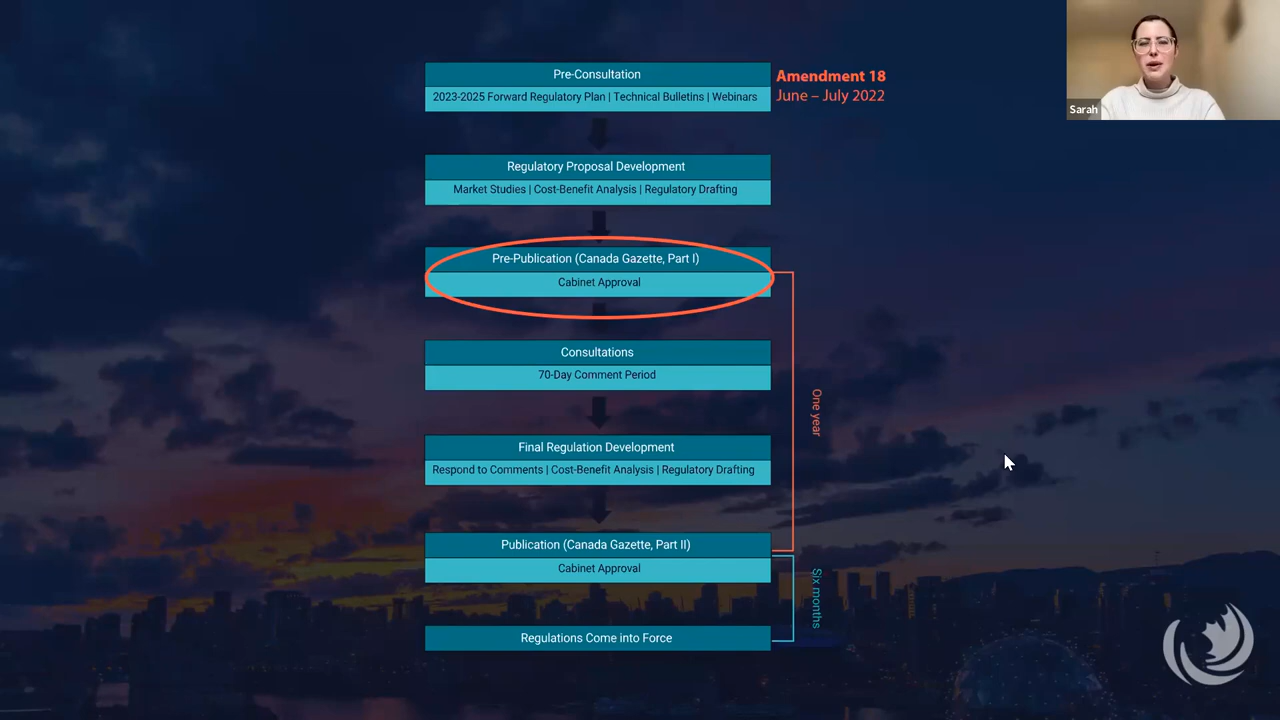 Pre-Consultation
2023-2025 Forward Regulatory Plan | Technical Bulletins | Webinars
Amendment 18
June – July 2022
Sarah
Regulatory Proposal Development
Market Studies | Cost-Benefit Analysis | Regulatory Drafting
Pre-Publication (Canada Gazette, Part I)
Cabinet Approval
Consultations
70-Day Comment Period
One year
Final Regulation Development
Respond to Comments | Cost-Benefit Analysis | Regulatory Drafting
Publication (Canada Gazette, Part II)
Cabinet Approval
Six months
Regulations Come into Force